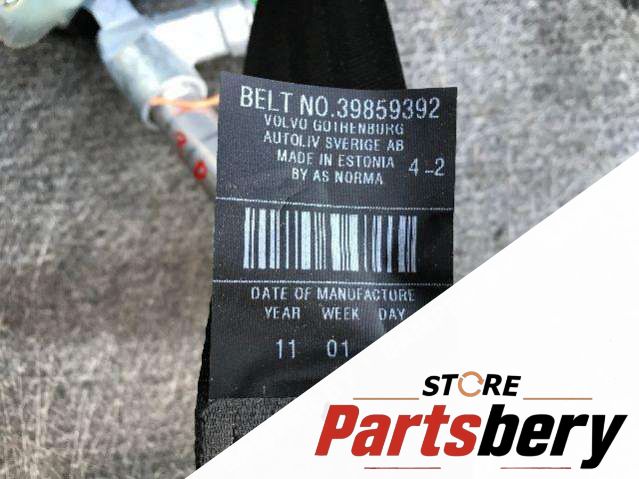 BELT NO.39859392
VOLVO GOTHENBURG
AUTOLIV SVERIGE AB
MADE IN ESTONIA 4-2
BY AS NORMA
DATE OF MANUFACTURE
YEAR WEEK DAY
11 01
STORE
Partsbery